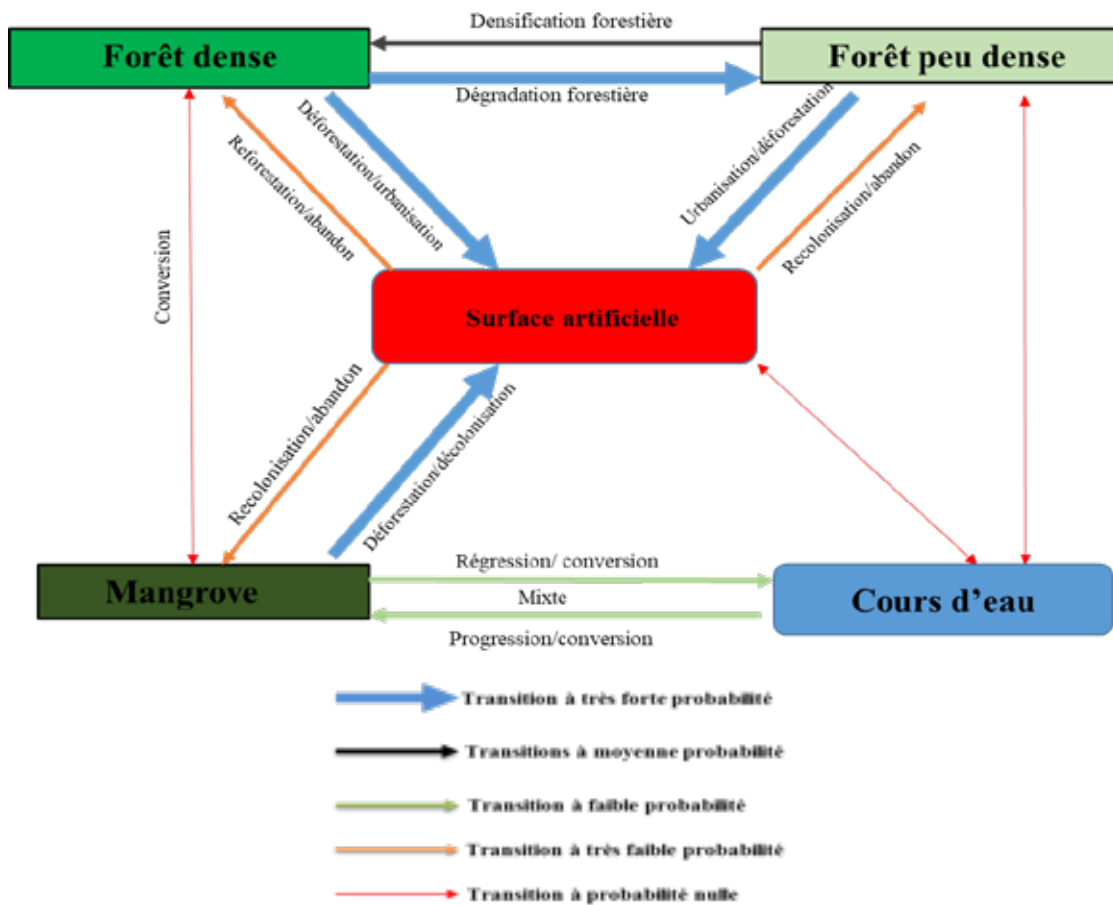 Densification forestière
Forêt dense
Forêt peu dense
Dégradation forestière
Déforestation/urbanisation
Reforestation/abandon
Urbanisation/déforestation
Recolonisation/abandon
Conversion
Surface artificielle
Recolonisation/abandon
Déforestation/décolonisation
Mangrove
Régression/ conversion
Mixte
Progression/conversion
Cours d'eau
Transition à très forte probabilité
Transitions à moyenne probabilité
Transition à faible probabilité
Transition à très faible probabilité
Transition à probabilité nulle